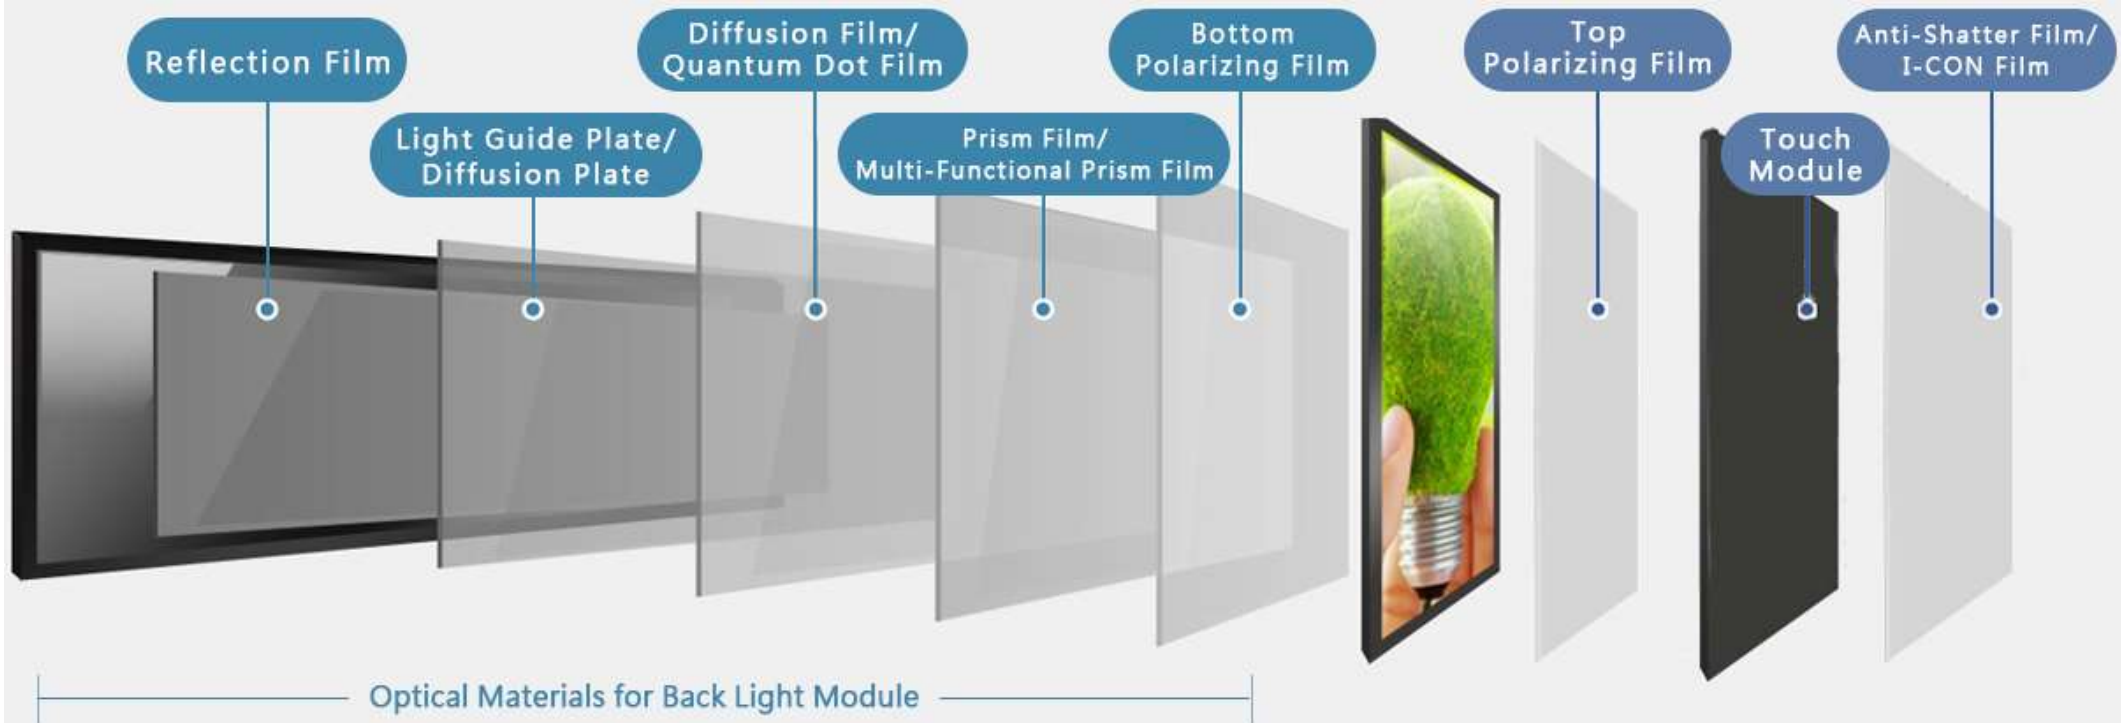 Reflection Film
Light Guide Plate/
Diffusion Plate
Diffusion Film/
Quantum Dot Film
Prism Film/
Multi-Functional Prism Film
Bottom
Polarizing Film
Top
Polarizing Film
Touch
Module
Anti-Shatter Film/
I-CON Film
Optical Materials for Back Light Module